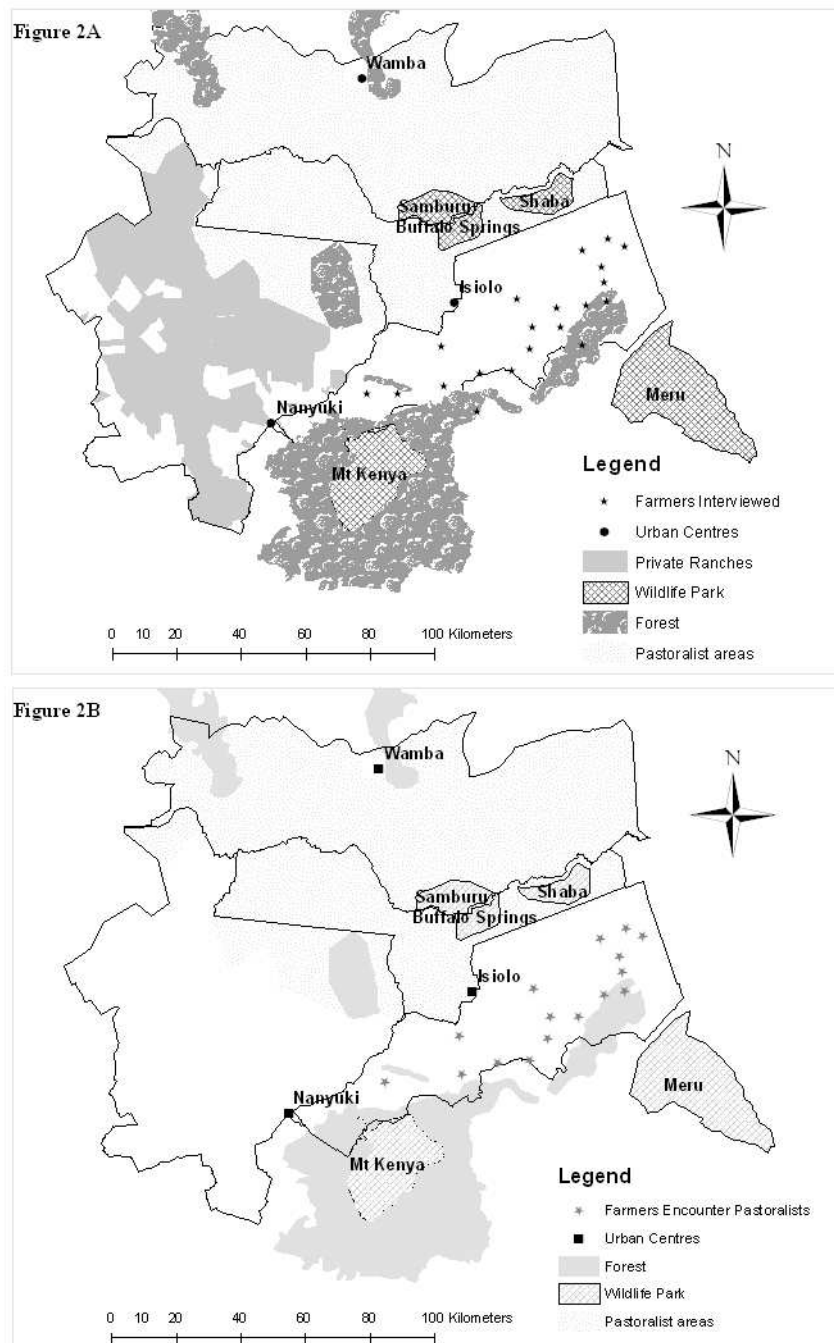 Figure 2A
Wamba
N
Samburu
Shaba
Buffalo Springs
Isiolo
Meru
Nanyuki
Mt Kenya
Legend
Farmers Interviewed
Urban Centres
Private Ranches
Wildlife Park
Forest
Pastoralist areas
0 10 20 40 60 80 100 Kilometers
Figure 2B
Wamba
N
Samburu
Shaba
Buffalo Springs
Isiolo
Meru
Nanyuki
Mt Kenya
Legend
Farmers Encounter Pastoralists
Urban Centres
Forest
Wildlife Park
Pastoralist areas
0 10 20 40 60 80 100 Kilometers